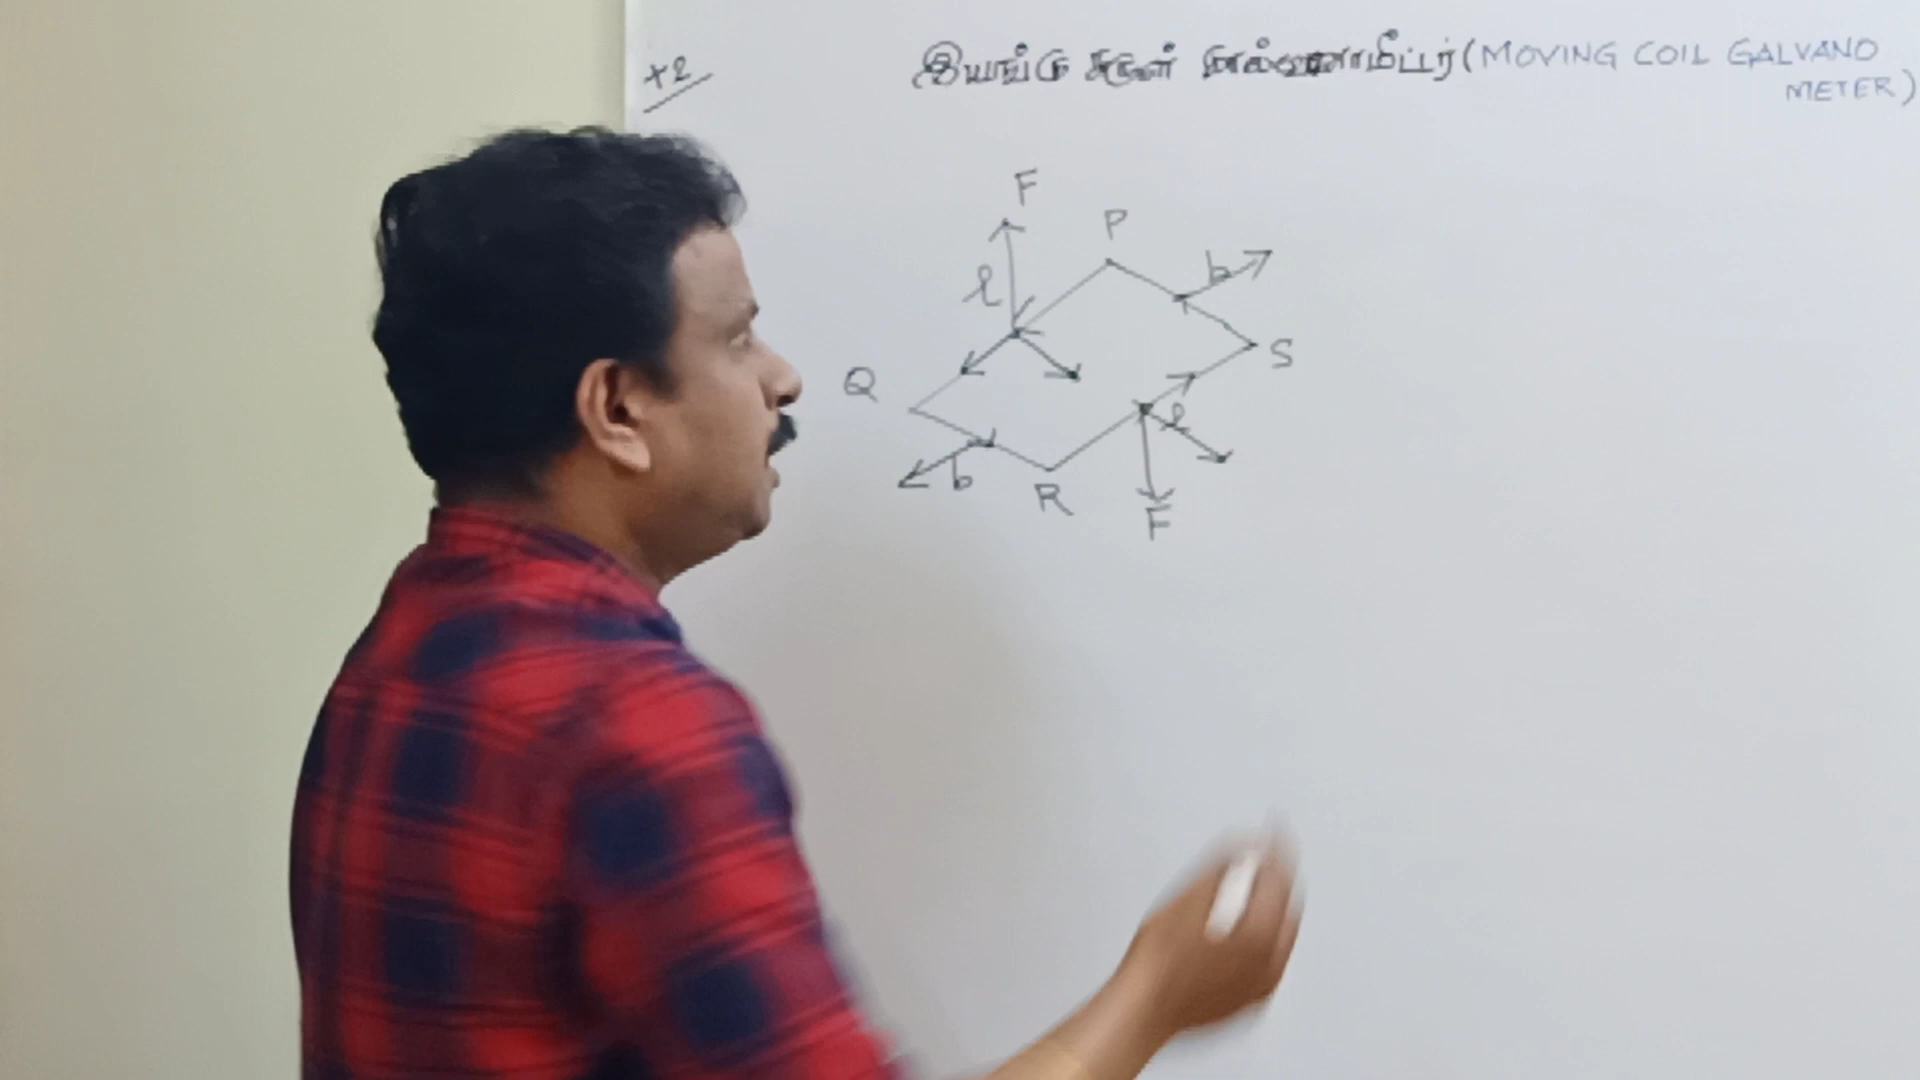 +2
இயங்கு சுருள் கால்வனாமீட்டர் (MOVING COIL GALVANO
METER)
F
P
l
b
Q
S
l
b
R
F